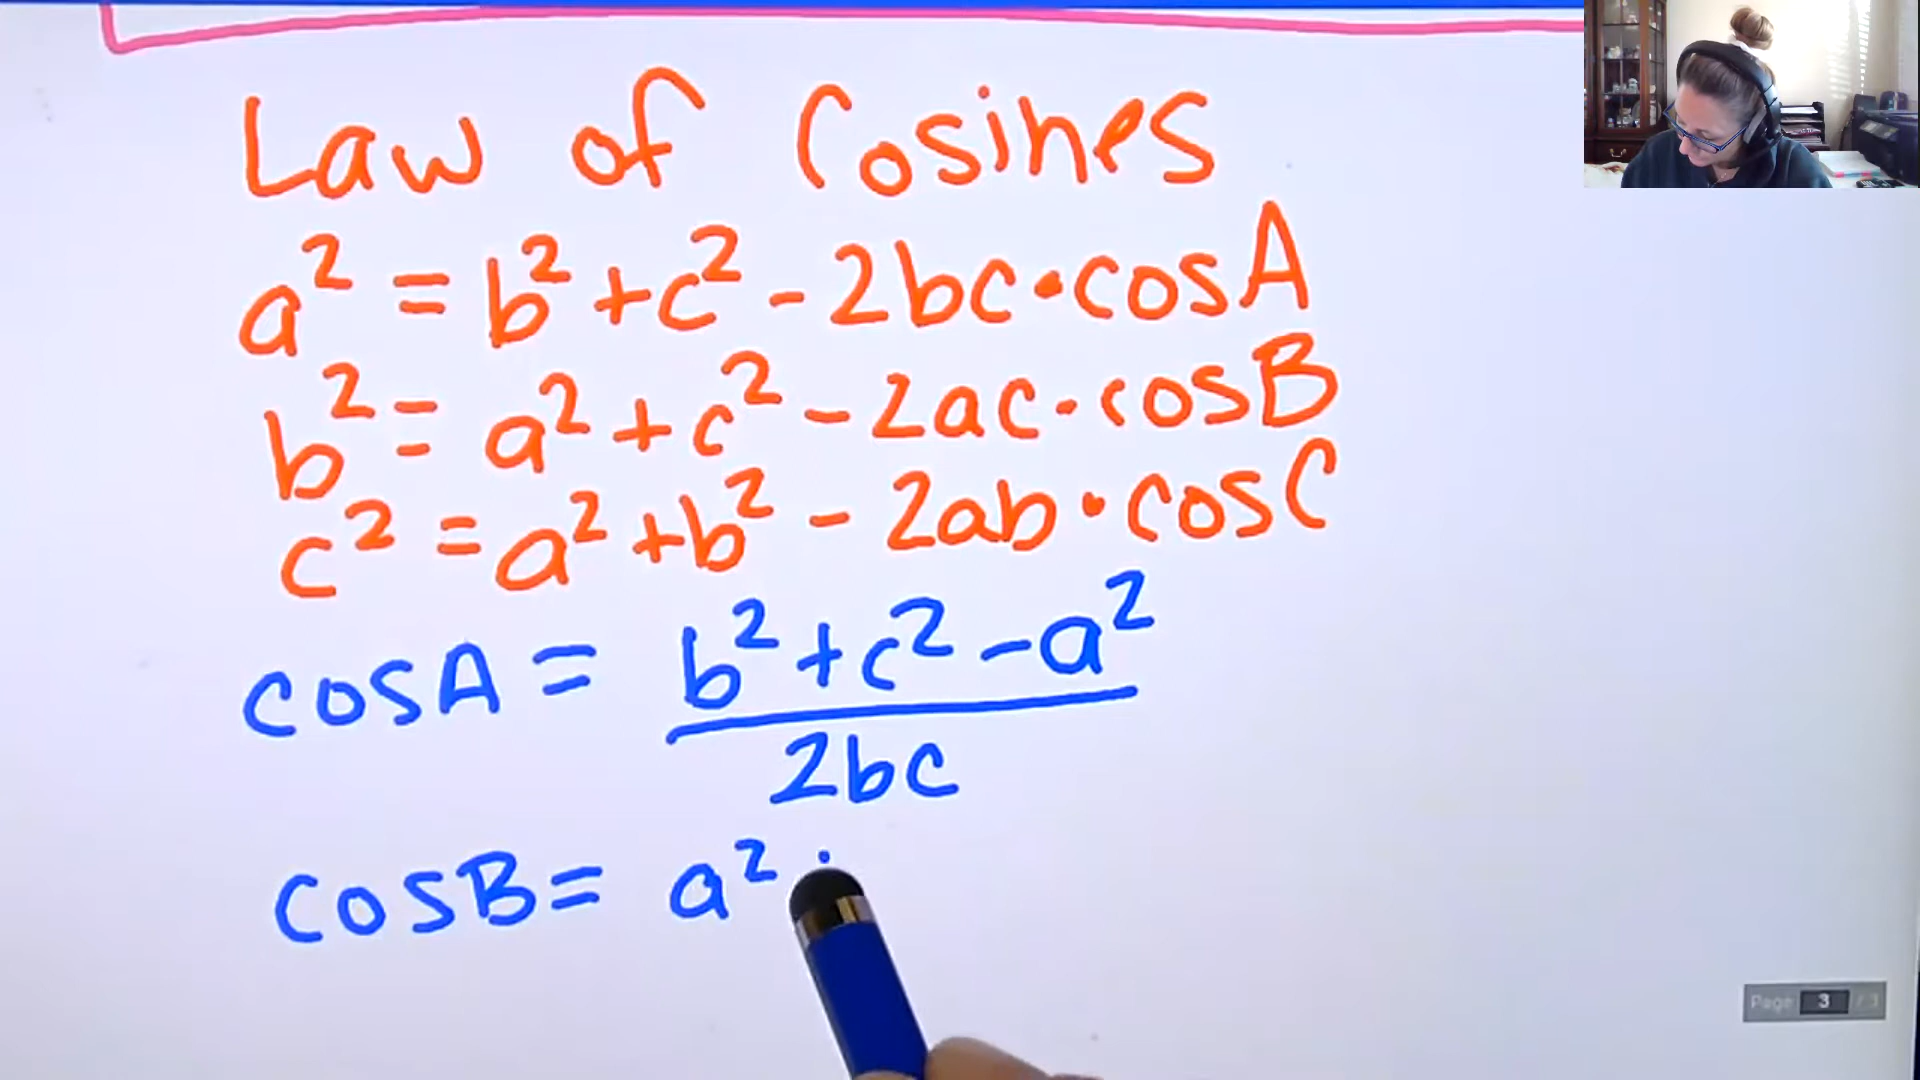 Law of Cosines
a² = b² + c² - 2bc · cosA
b² = a² + c² - 2ac · cosB
c² = a² + b² - 2ab · cosC
cosA = b² + c² - a²
2bc
cosB = a²
Page 3 / 3